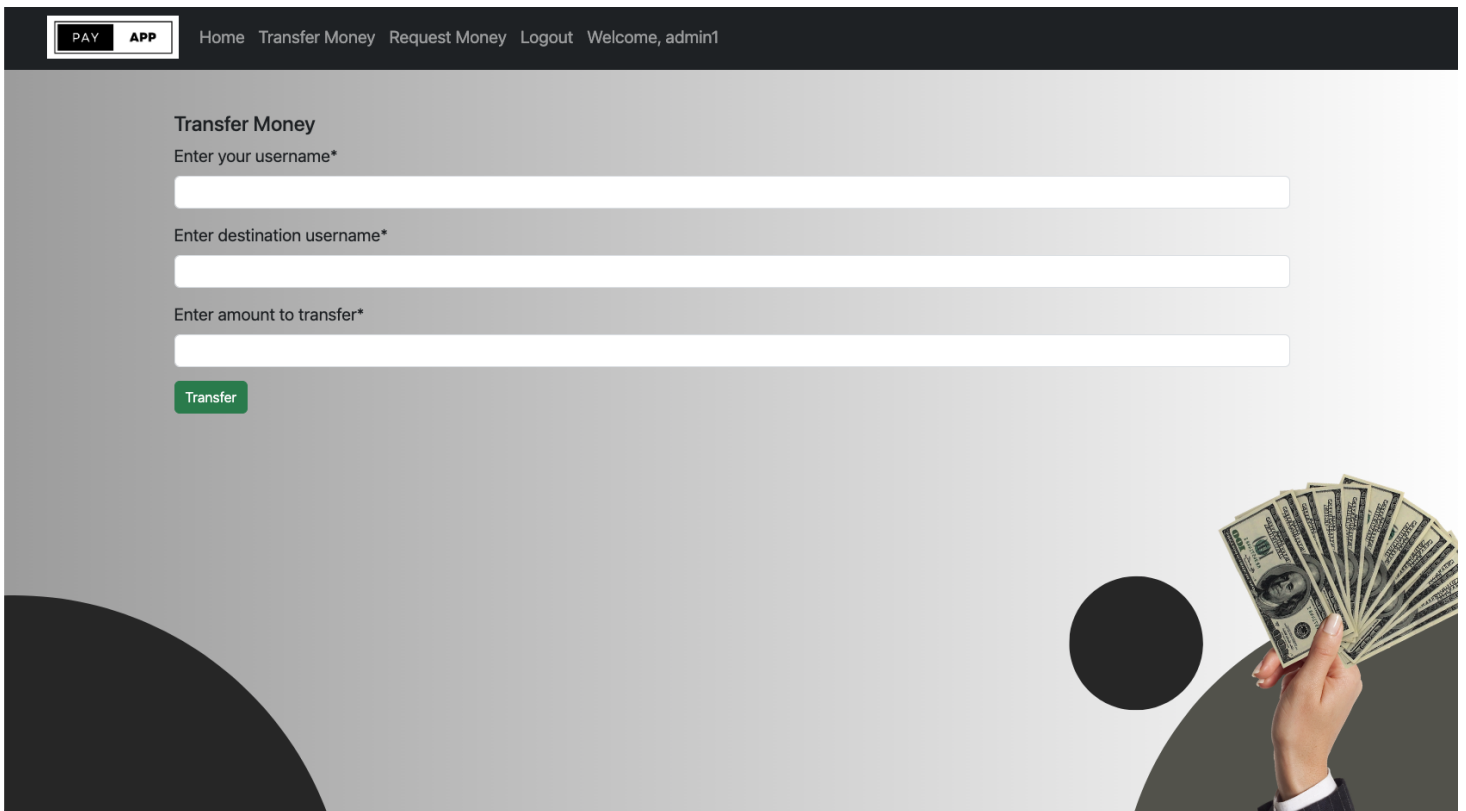 PAY APP Home Transfer Money Request Money Logout Welcome, admin1
Transfer Money
Enter your username*
Enter destination username*
Enter amount to transfer*
Transfer
100